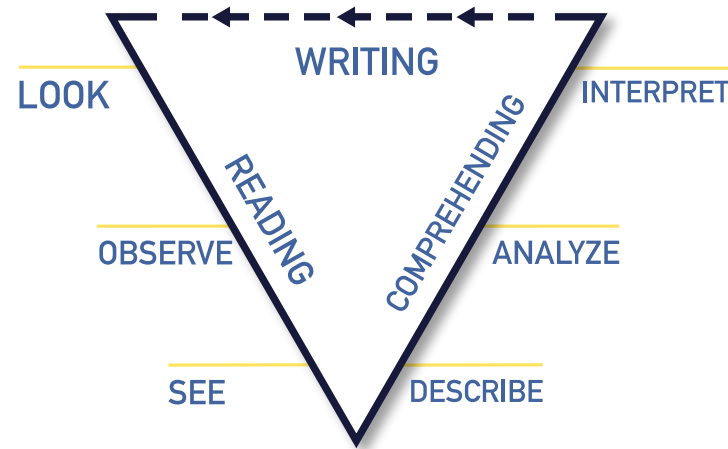 WRITING
LOOK
INTERPRET
READING
COMPREHENDING
OBSERVE
ANALYZE
SEE
DESCRIBE